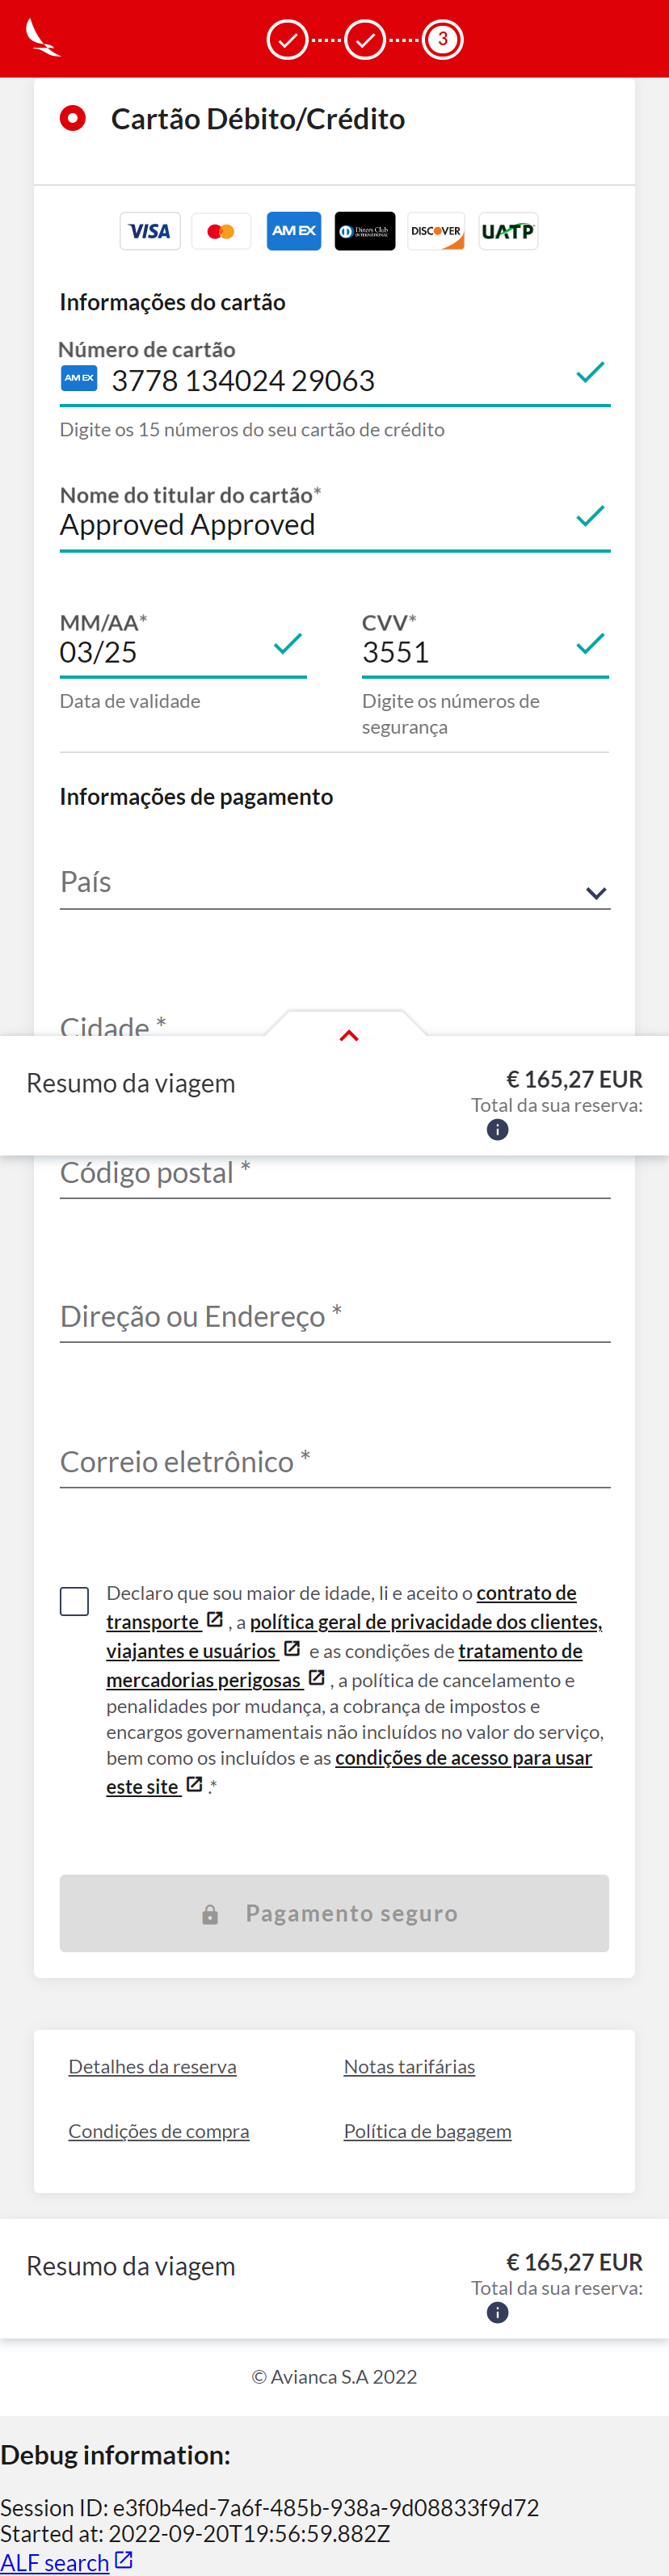 3
Cartão Débito/Crédito
VISA
AMEX
Diners Club
INTERNATIONAL
DISCOVER
UATP
Informações do cartão
Número de cartão
AMEX
3778 134024 29063
Digite os 15 números do seu cartão de crédito
Nome do titular do cartão*
Approved Approved
MM/AA*
CVV*
03/25
3551
Data de validade
Digite os números de
segurança
Informações de pagamento
País
Cidade *
Resumo da viagem
€ 165,27 EUR
Total da sua reserva:
Código postal *
Direção ou Endereço *
Correio eletrônico *
Declaro que sou maior de idade, li e aceito o contrato de
transporte , a política geral de privacidade dos clientes,
viajantes e usuários e as condições de tratamento de
mercadorias perigosas , a política de cancelamento e
penalidades por mudança, a cobrança de impostos e
encargos governamentais não incluídos no valor do serviço,
bem como os incluídos e as condições de acesso para usar
este site .*
Pagamento seguro
Detalhes da reserva
Notas tarifárias
Condições de compra
Política de bagagem
Resumo da viagem
€ 165,27 EUR
Total da sua reserva:
© Avianca S.A 2022
Debug information:
Session ID: e3f0b4ed-7a6f-485b-938a-9d08833f9d72
Started at: 2022-09-20T19:56:59.882Z
ALF search